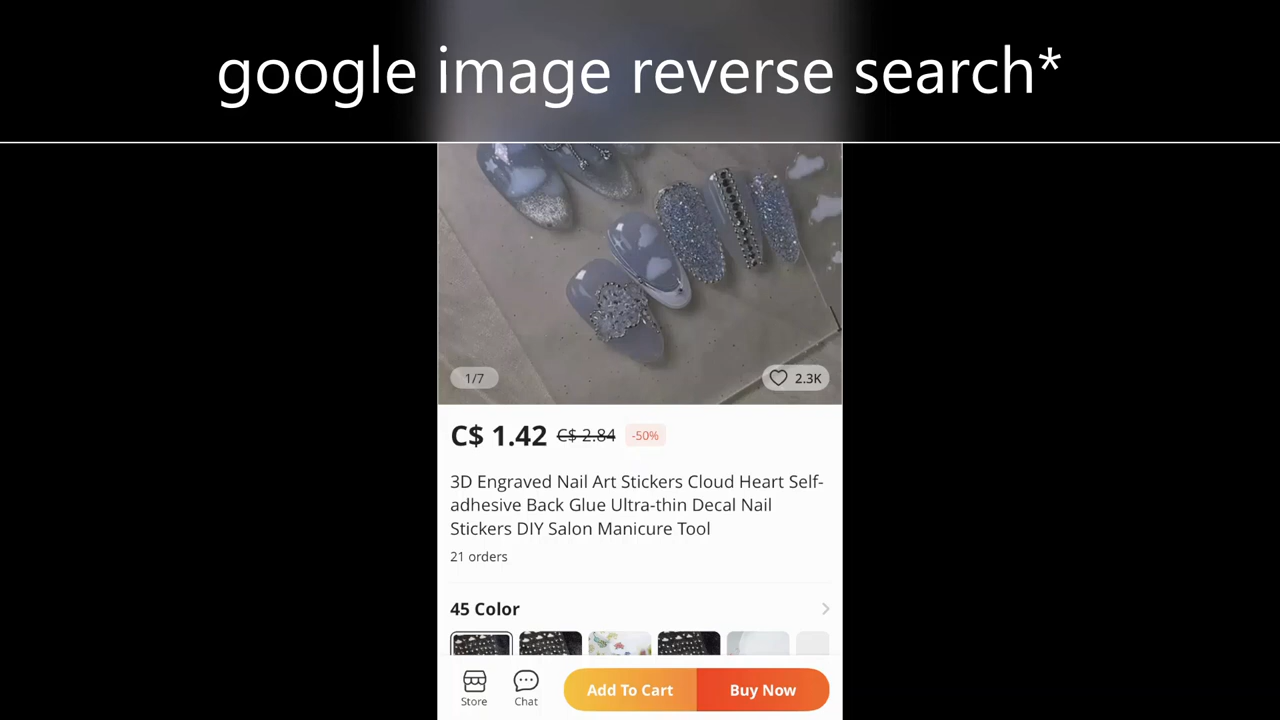 google image reverse search*
1/7
2.3K
C$ 1.42 C$ 2.84 -50%
3D Engraved Nail Art Stickers Cloud Heart Self-
adhesive Back Glue Ultra-thin Decal Nail
Stickers DIY Salon Manicure Tool
21 orders
45 Color
Store
Chat
Add To Cart
Buy Now